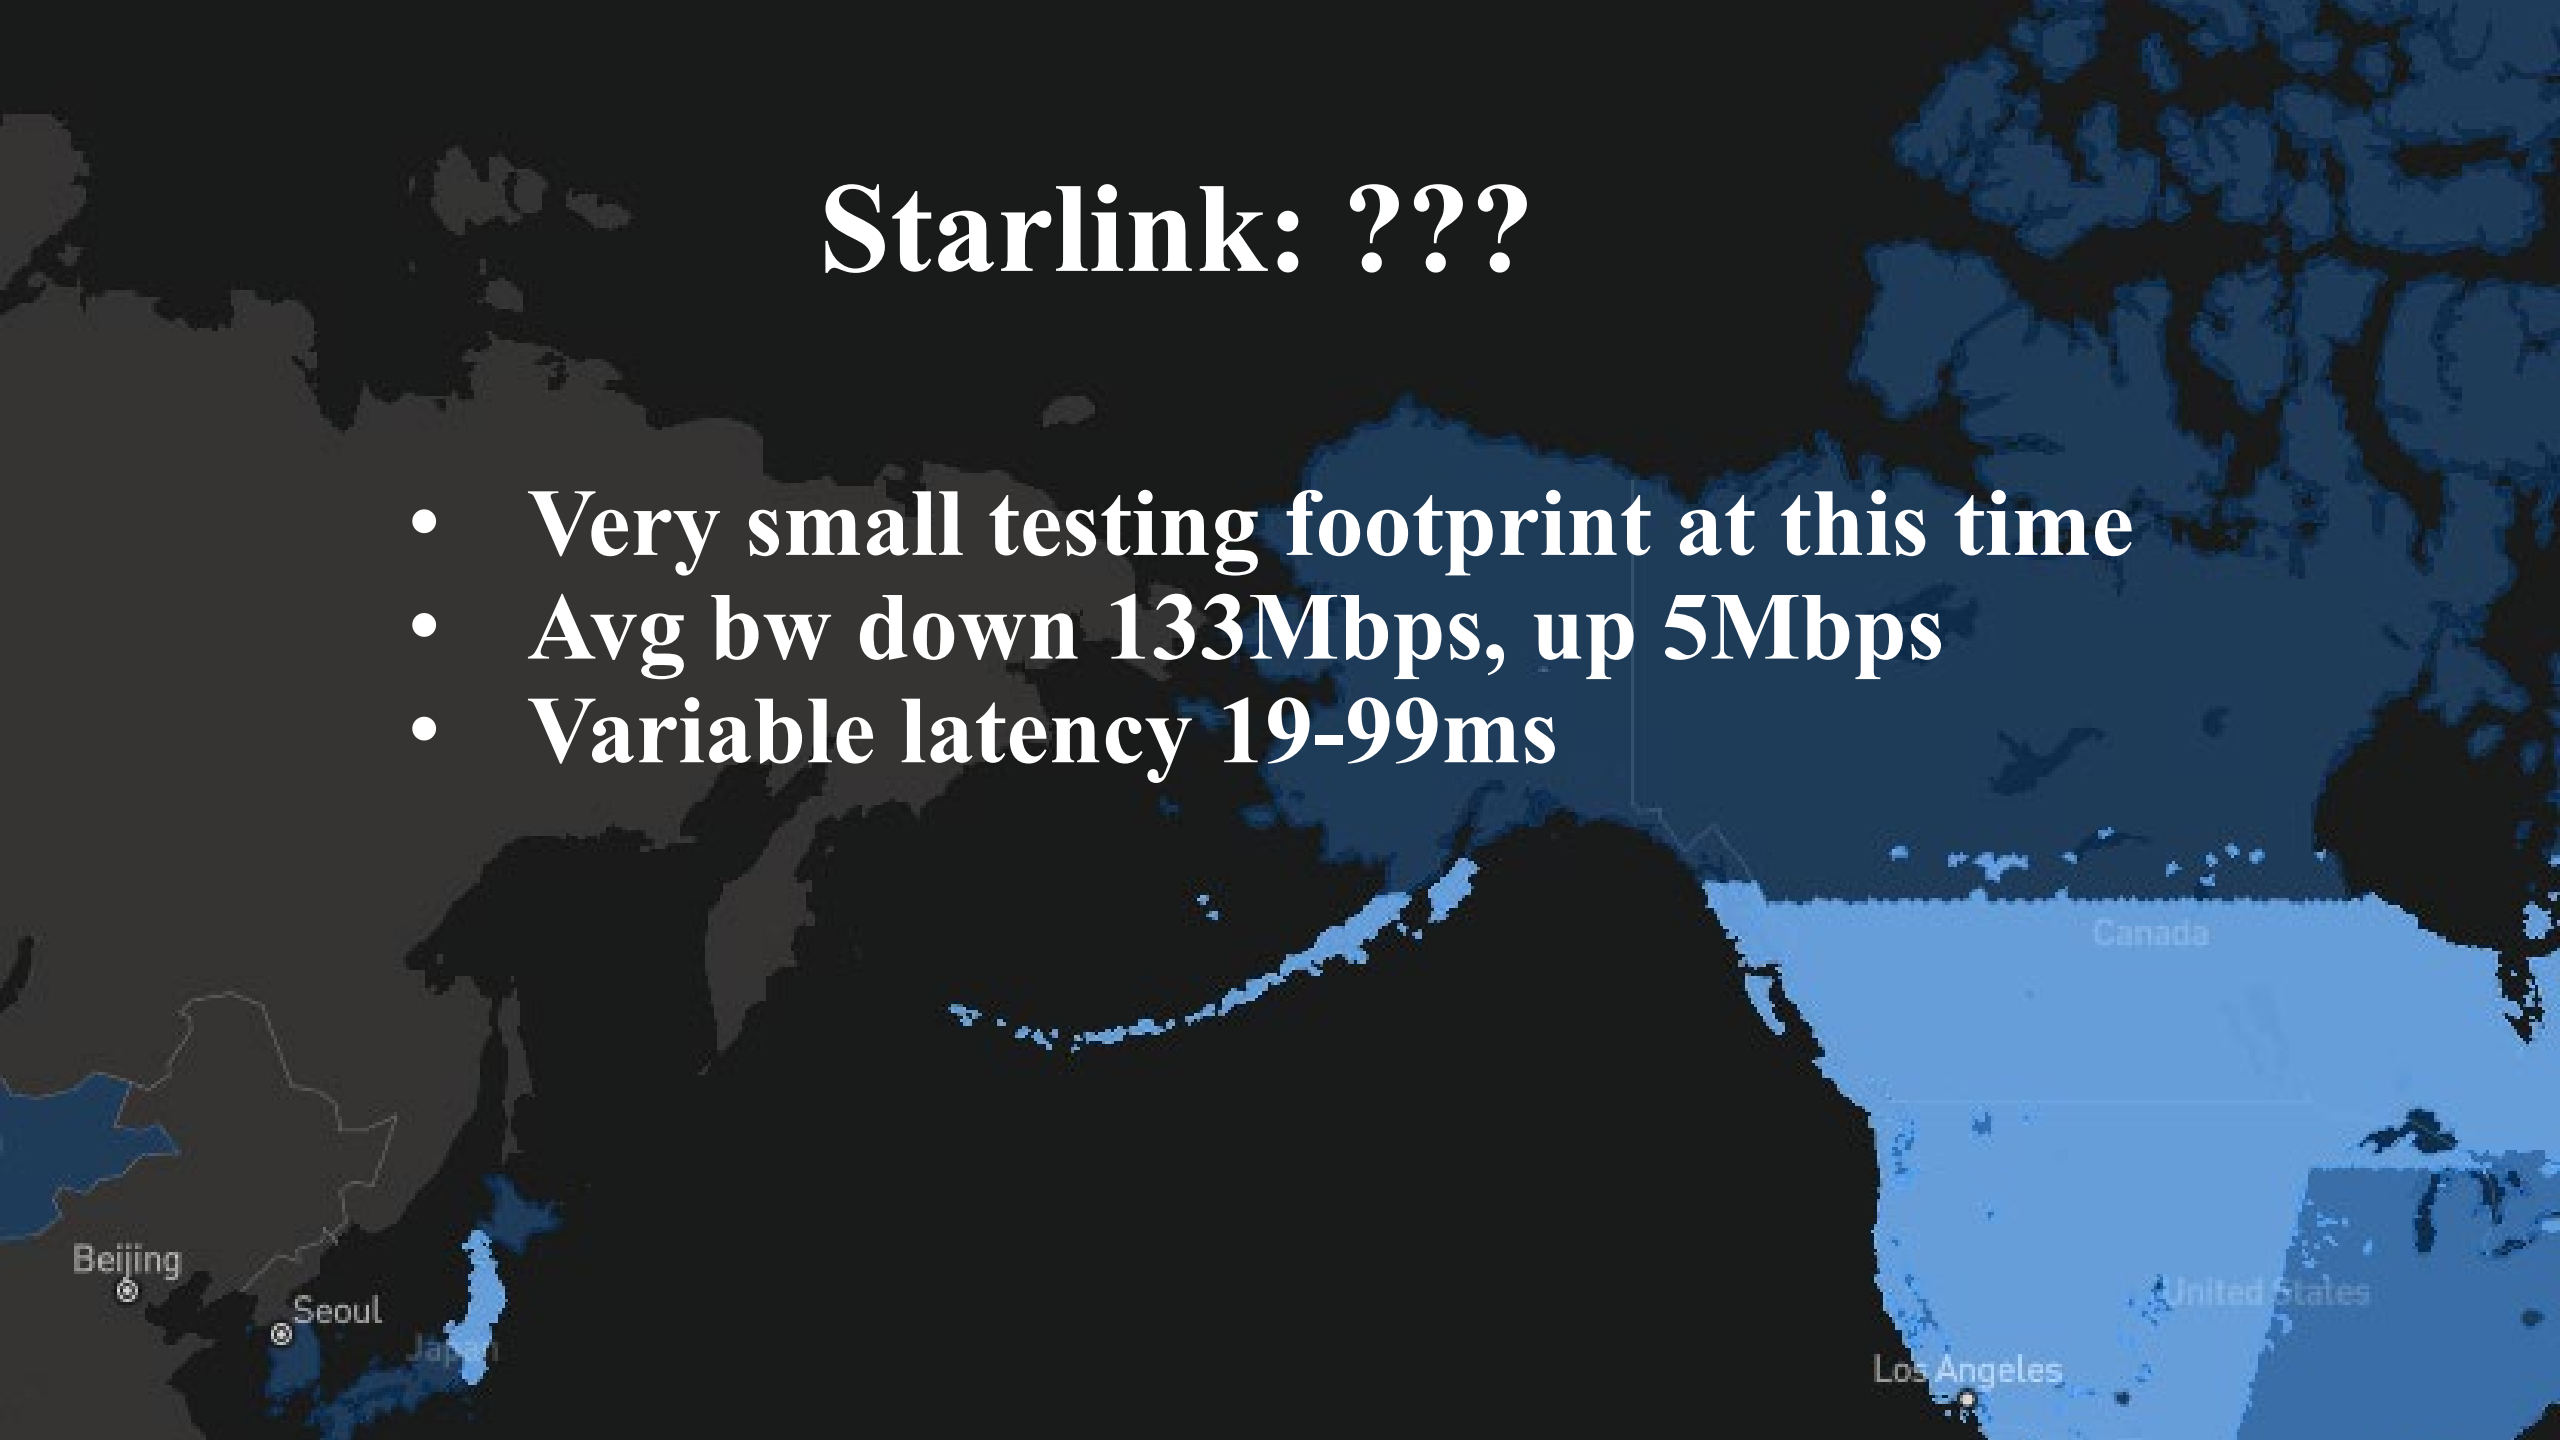 Starlink: ???
• Very small testing footprint at this time
• Avg bw down 133Mbps, up 5Mbps
• Variable latency 19-99ms
Canada
Beijing
Seoul
Japan
United States
Los Angeles